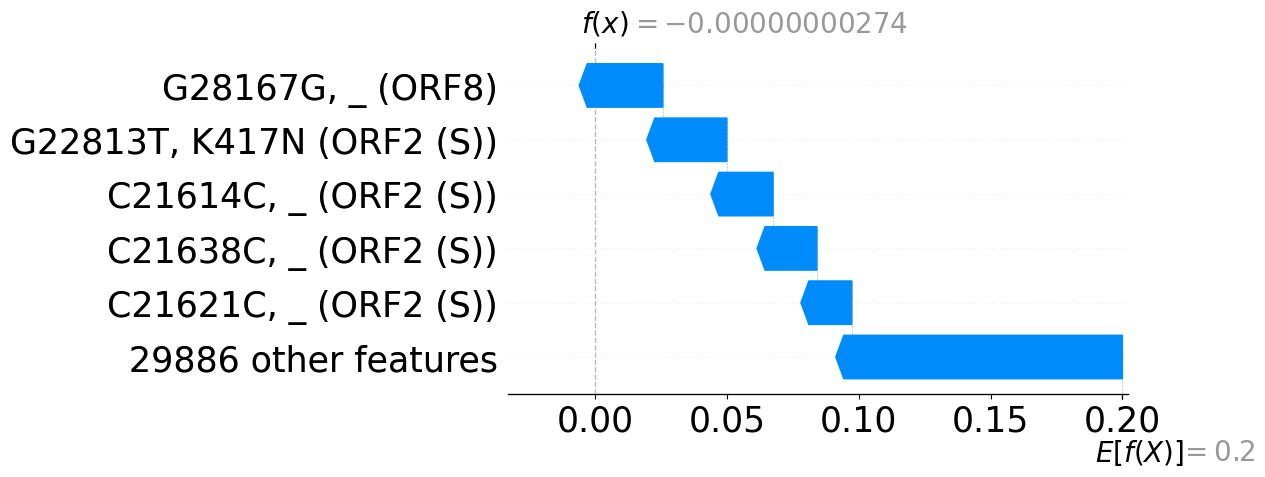 f(x) = −0.00000000274
G28167G, _ (ORF8)
G22813T, K417N (ORF2 (S))
C21614C, _ (ORF2 (S))
C21638C, _ (ORF2 (S))
C21621C, _ (ORF2 (S))
29886 other features
0.00 0.05 0.10 0.15 0.20
E[f(X)] = 0.2